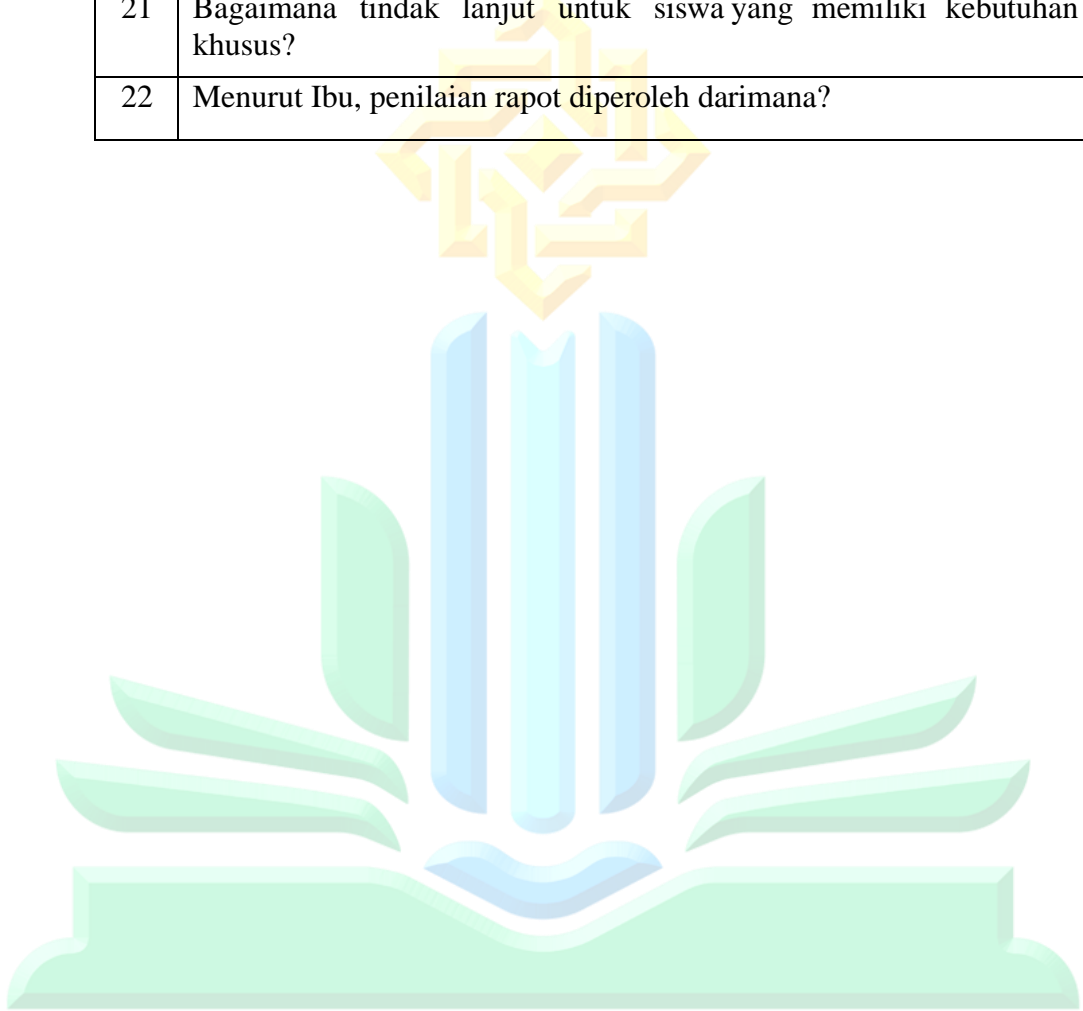 21 Bagaimana tindak lanjut untuk siswa yang memiliki kebutuhan
khusus?
22 Menurut Ibu, penilaian rapot diperoleh darimana?